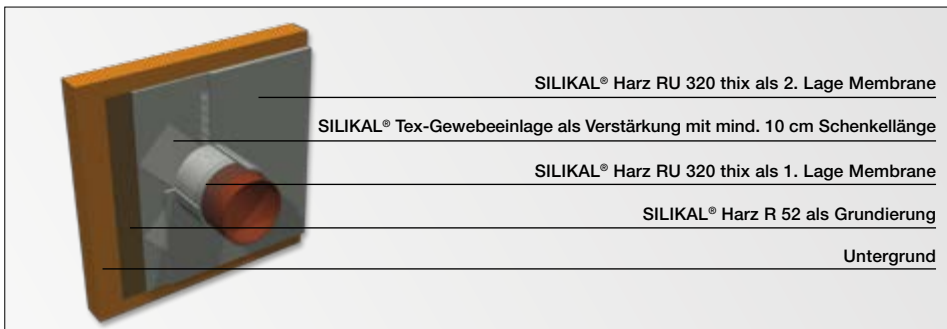 SILIKAL® Harz RU 320 thix als 2. Lage Membrane
SILIKAL® Tex-Gewebeeinlage als Verstärkung mit mind. 10 cm Schenkellänge
SILIKAL® Harz RU 320 thix als 1. Lage Membrane
SILIKAL® Harz R 52 als Grundierung
Untergrund